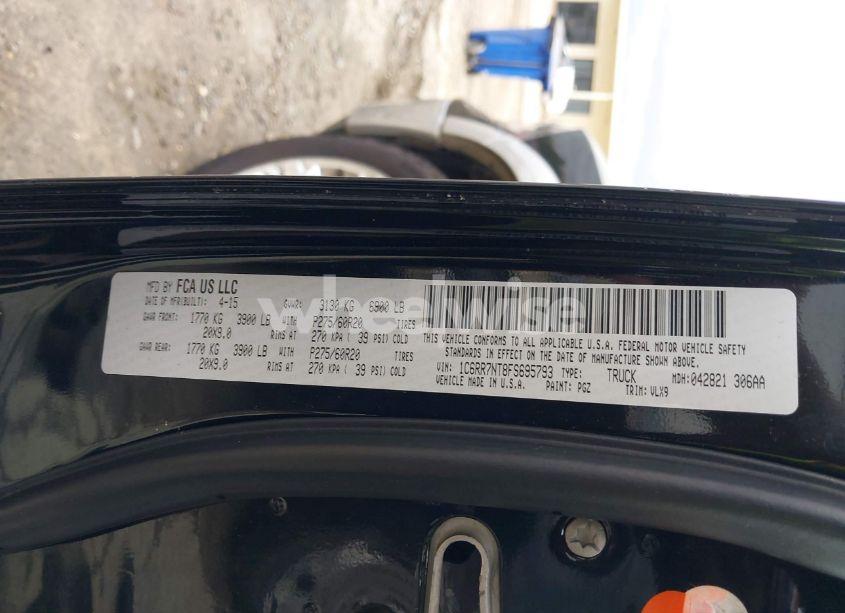 MFD BY FCA US LLC
DATE OF MFR(BUILT): 4-15 GVWR: 3130 KG 6900 LB
GAWR FRONT: 1770 KG 3900 LB WITH P275/60R20 TIRES
20X9.0 RIMS AT 270 KPA ( 39 PSI) COLD
GAWR REAR: 1770 KG 3900 LB WITH P275/60R20 TIRES
20X9.0 RIMS AT 270 KPA ( 39 PSI) COLD
THIS VEHICLE CONFORMS TO ALL APPLICABLE U.S.A. FEDERAL MOTOR VEHICLE SAFETY
STANDARDS IN EFFECT ON THE DATE OF MANUFACTURE SHOWN ABOVE.
VIN: 1C6RR7NT8FS695793 TYPE: TRUCK MDH: 042821 306AA
VEHICLE MADE IN U.S.A. PAINT: PGZ TRIM: VLX9
wheelwise